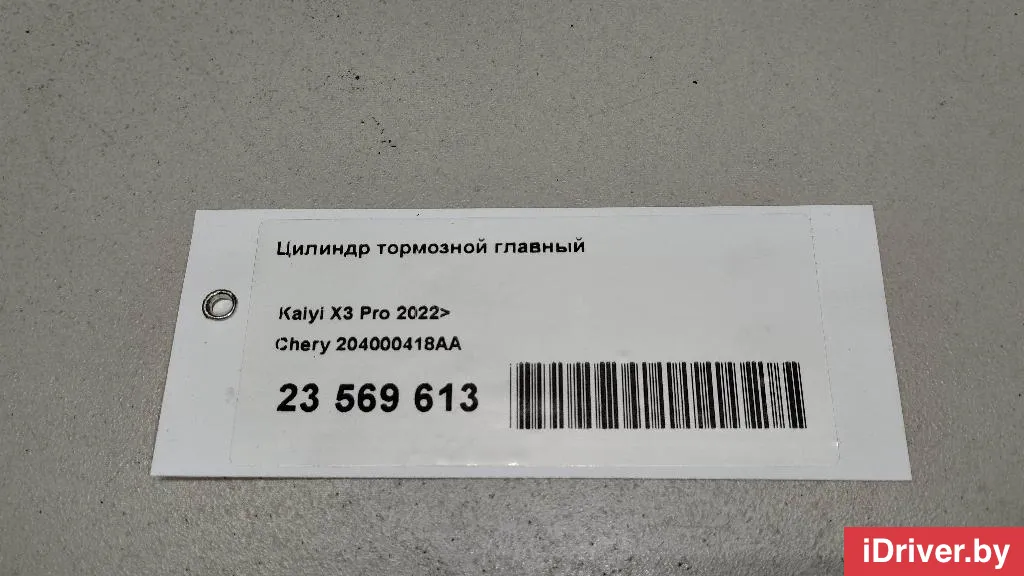 Цилиндр тормозной главный
Kaiyi X3 Pro 2022>
Chery 204000418AA
23 569 613
iDriver.by